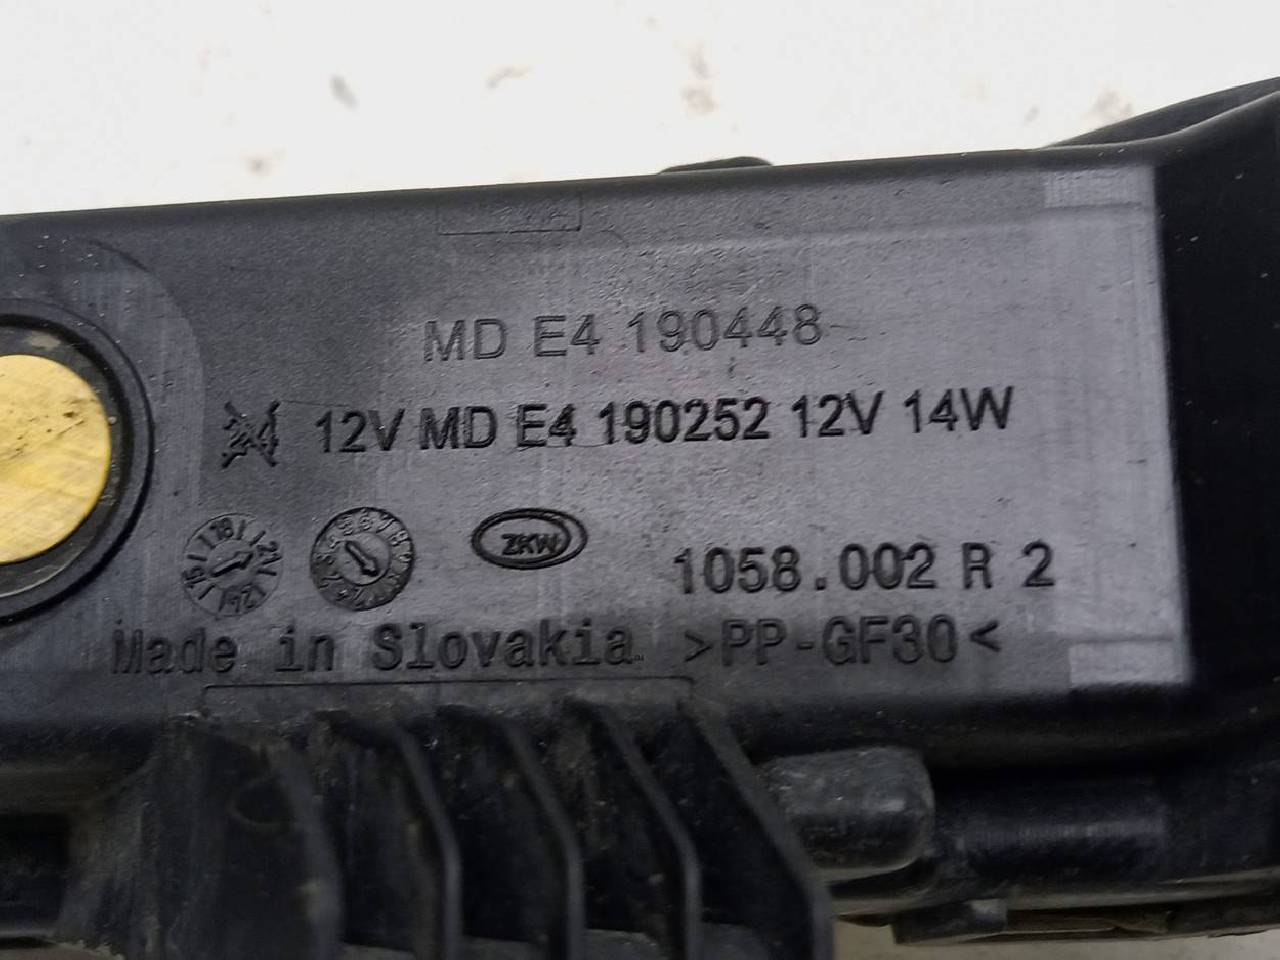 MD E4 190448
12V MD E4 190252 12V 14W
ZKW
1058.002 R 2
Made in Slovakia >PP-GF30<